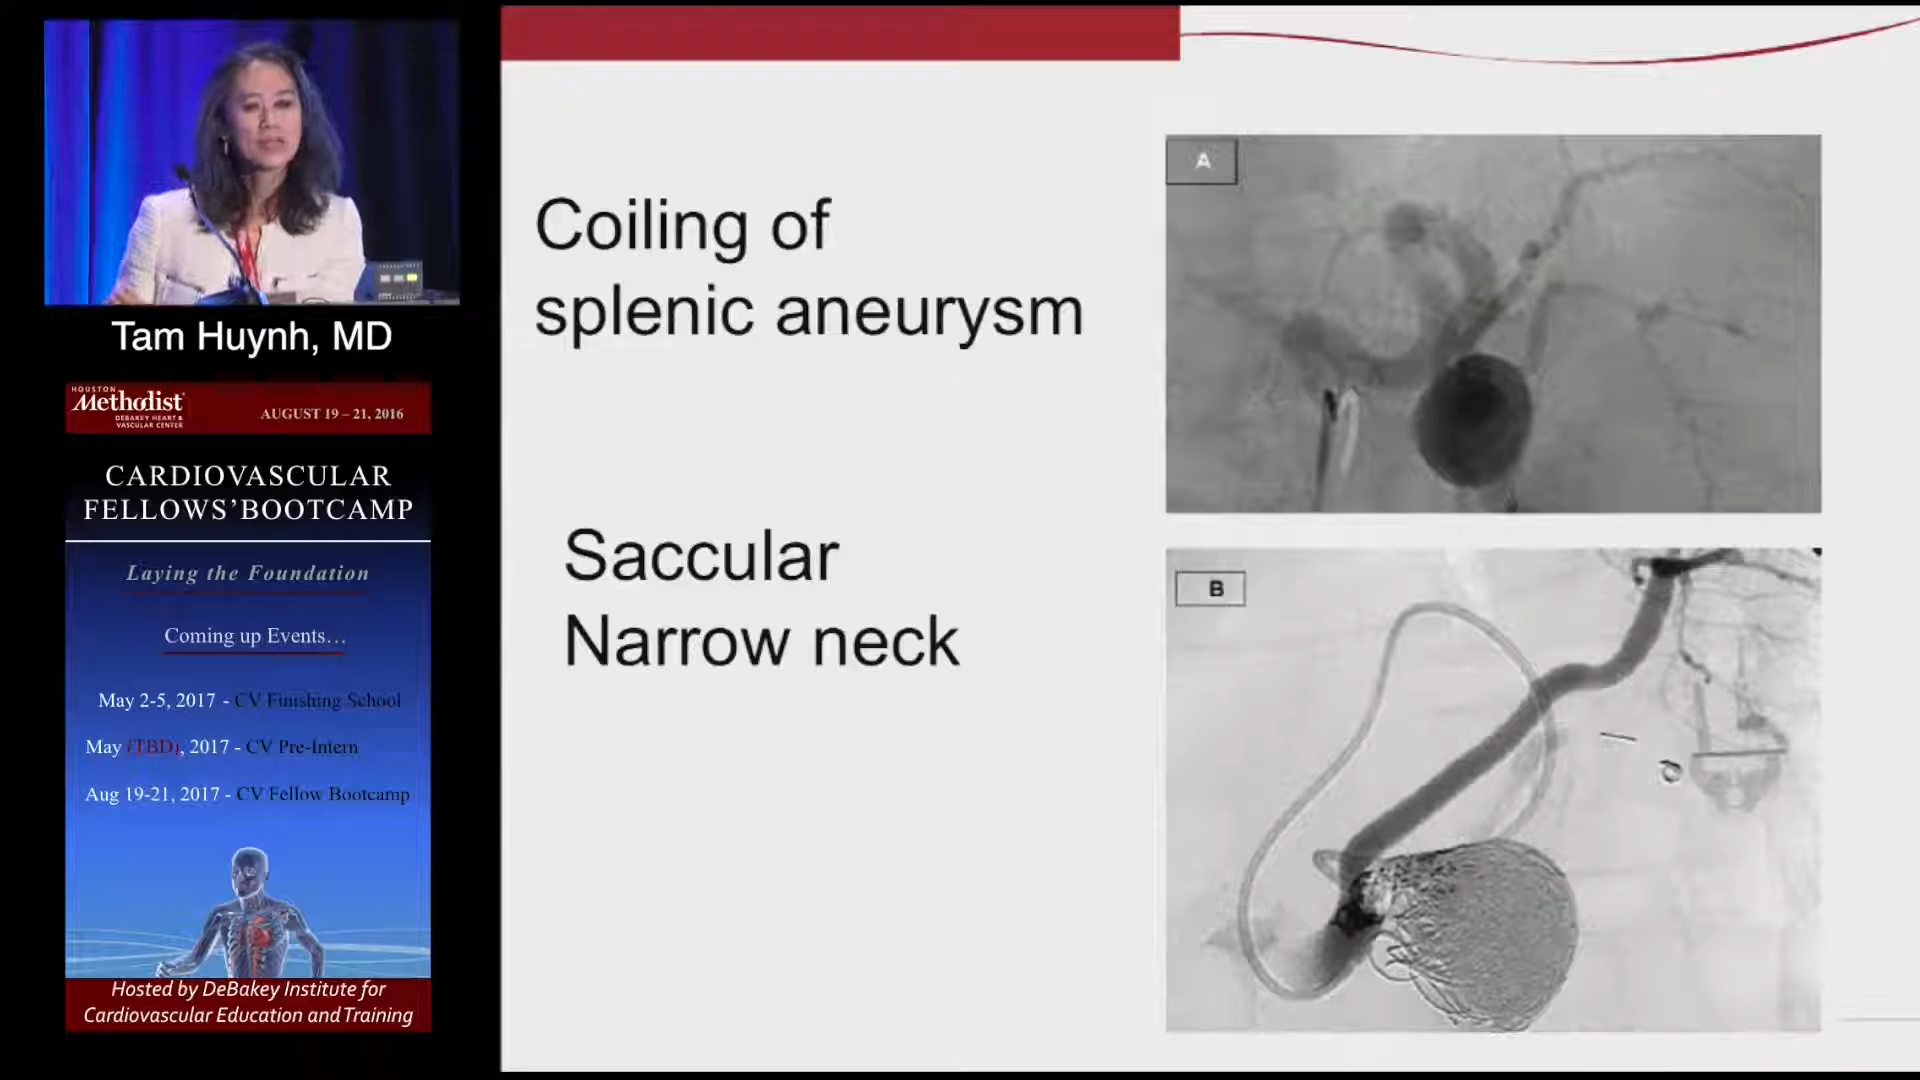 Tam Huynh, MD
HOUSTON
Methodist
DEBAKEY HEART &
VASCULAR CENTER
AUGUST 19 – 21, 2016
CARDIOVASCULAR
FELLOWS’BOOTCAMP
Laying the Foundation
Coming up Events…
May 2-5, 2017 - CV Finishing School
May (TBD), 2017 - CV Pre-Intern
Aug 19-21, 2017 - CV Fellow Bootcamp
Hosted by DeBakey Institute for
Cardiovascular Education and Training
Coiling of
splenic aneurysm
Saccular
Narrow neck
A
B